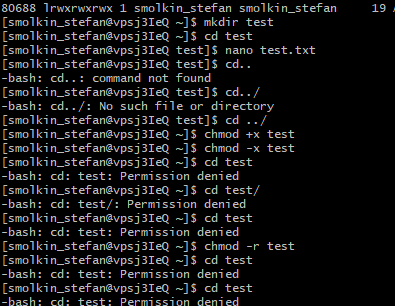 80688 lrwxrwxrwx 1 smolkin_stefan smolkin_stefan 19
[smolkin_stefan@vpsj3IeQ ~]$ mkdir test
[smolkin_stefan@vpsj3IeQ ~]$ cd test
[smolkin_stefan@vpsj3IeQ test]$ nano test.txt
[smolkin_stefan@vpsj3IeQ test]$ cd..
-bash: cd..: command not found
[smolkin_stefan@vpsj3IeQ test]$ cd../
-bash: cd../: No such file or directory
[smolkin_stefan@vpsj3IeQ test]$ cd ../
[smolkin_stefan@vpsj3IeQ ~]$ chmod +x test
[smolkin_stefan@vpsj3IeQ ~]$ chmod -x test
[smolkin_stefan@vpsj3IeQ ~]$ cd test
-bash: cd: test: Permission denied
[smolkin_stefan@vpsj3IeQ ~]$ cd test/
-bash: cd: test/: Permission denied
[smolkin_stefan@vpsj3IeQ ~]$ cd test
-bash: cd: test: Permission denied
[smolkin_stefan@vpsj3IeQ ~]$ chmod -r test
[smolkin_stefan@vpsj3IeQ ~]$ cd test
-bash: cd: test: Permission denied
[smolkin_stefan@vpsj3IeQ ~]$ cd test